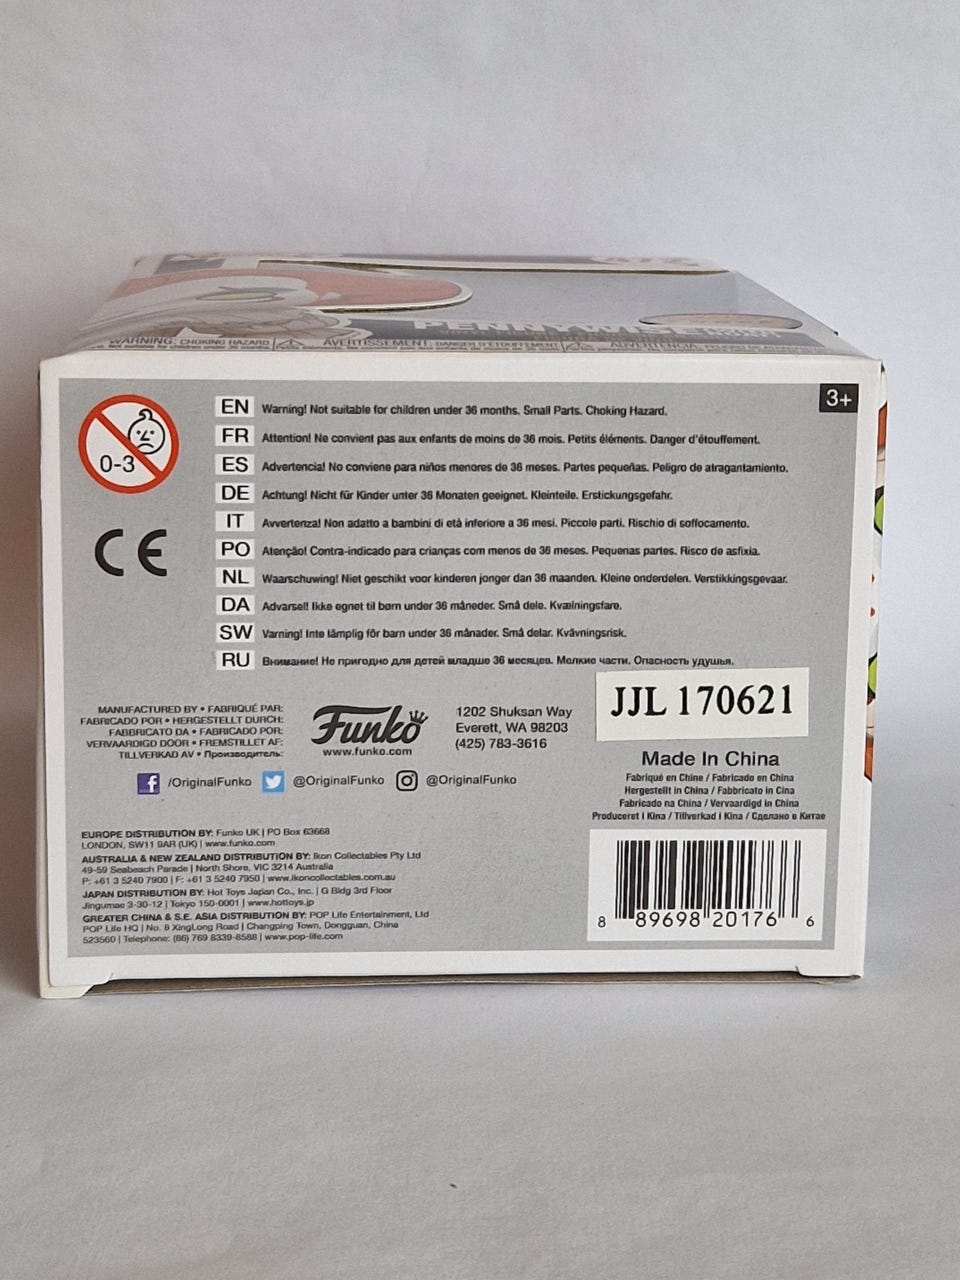 PENNYWISE
WARNING: CHOKING HAZARD
AVERTISSEMENT: DANGER D'ÉTOUFFEMENT
ADVERTENCIA:
3+
0-3
EN Warning! Not suitable for children under 36 months. Small Parts. Choking Hazard.
FR Attention! Ne convient pas aux enfants de moins de 36 mois. Petits éléments. Danger d'étouffement.
ES Advertencia! No conviene para niños menores de 36 meses. Partes pequeñas. Peligro de atragantamiento.
DE Achtung! Nicht für Kinder unter 36 Monaten geeignet. Kleinteile. Erstickungsgefahr.
IT Avvertenza! Non adatto a bambini di età inferiore a 36 mesi. Piccole parti. Rischio di soffocamento.
PO Atenção! Contra-indicado para crianças com menos de 36 meses. Pequenas partes. Risco de asfixia.
NL Waarschuwing! Niet geschikt voor kinderen jonger dan 36 maanden. Kleine onderdelen. Verstikkingsgevaar.
DA Advarsel! Ikke egnet til børn under 36 måneder. Små dele. Kvælningsfare.
SW Varning! Inte lämplig för barn under 36 månader. Små delar. Kvävningsrisk.
RU Внимание! Не пригодно для детей младше 36 месяцев. Мелкие части. Опасность удушья.
CE
JJL 170621
MANUFACTURED BY • FABRIQUÉ PAR:
FABRICADO POR • HERGESTELLT DURCH:
FABBRICATO DA • FABRICADO POR:
VERVAARDIGD DOOR • FREMSTILLET AF:
TILLVERKAD AV • Производитель:
Funko
www.funko.com
1202 Shuksan Way
Everett, WA 98203
(425) 783-3616
/OriginalFunko @OriginalFunko @OriginalFunko
Made In China
Fabriqué en Chine / Fabricado en China
Hergestellt in China / Fabbricato in Cina
Fabricado na China / Vervaardigd in China
Produceret i Kina / Tillverkad i Kina / Сделано в Китае
EUROPE DISTRIBUTION BY: Funko UK | PO Box 63668
LONDON, SW11 9AR (UK) | www.funko.com
AUSTRALIA & NEW ZEALAND DISTRIBUTION BY: Ikon Collectables Pty Ltd
49-59 Seabeach Parade | North Shore, VIC 3214 Australia
P: +61 3 5240 7900 | F: +61 3 5240 7950 | www.ikoncollectables.com.au
JAPAN DISTRIBUTION BY: Hot Toys Japan Co., Inc. | G Bldg 3rd Floor
Jingumae 3-30-12 | Tokyo 150-0001 | www.hottoys.jp
GREATER CHINA & S.E. ASIA DISTRIBUTION BY: POP Life Entertainment, Ltd
POP Life HQ | No. 8 XingLong Road | Changping Town, Dongguan, China
523560 | Telephone: (86) 769 8339-8588 | www.pop-life.com
8 89698 20176 6